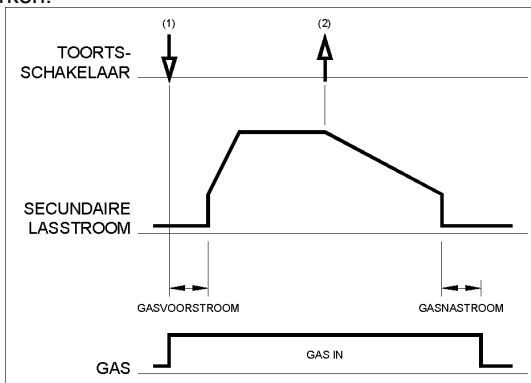 (1) (2)
TOORTS-
SCHAKELAAR
SECUNDAIRE
LASSTROOM
GASVOORSTROOM GASNASTROOM
GAS IN
GAS